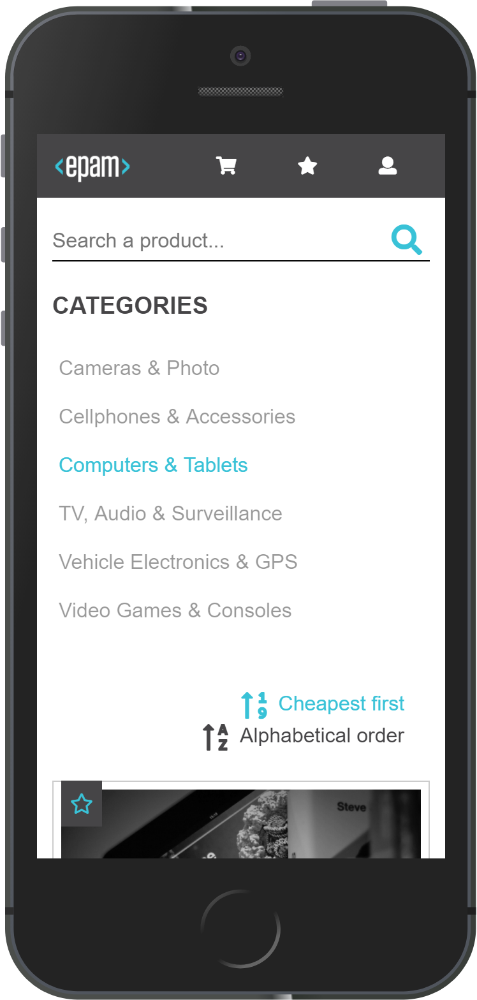 <epam>
Search a product...
CATEGORIES
Cameras & Photo
Cellphones & Accessories
Computers & Tablets
TV, Audio & Surveillance
Vehicle Electronics & GPS
Video Games & Consoles
1
9 Cheapest first
A
Z Alphabetical order
Steve